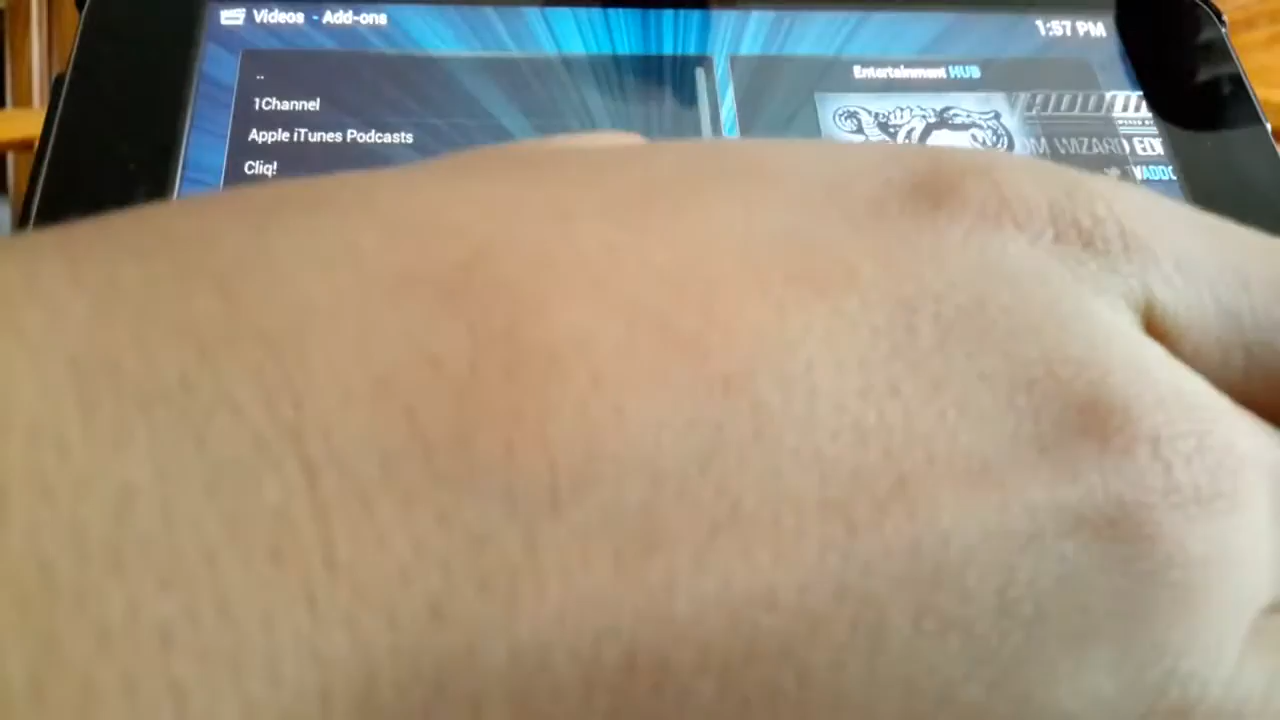 Videos - Add-ons
1:57 PM
..
1Channel
Apple iTunes Podcasts
Cliq!
Entertainment HUB